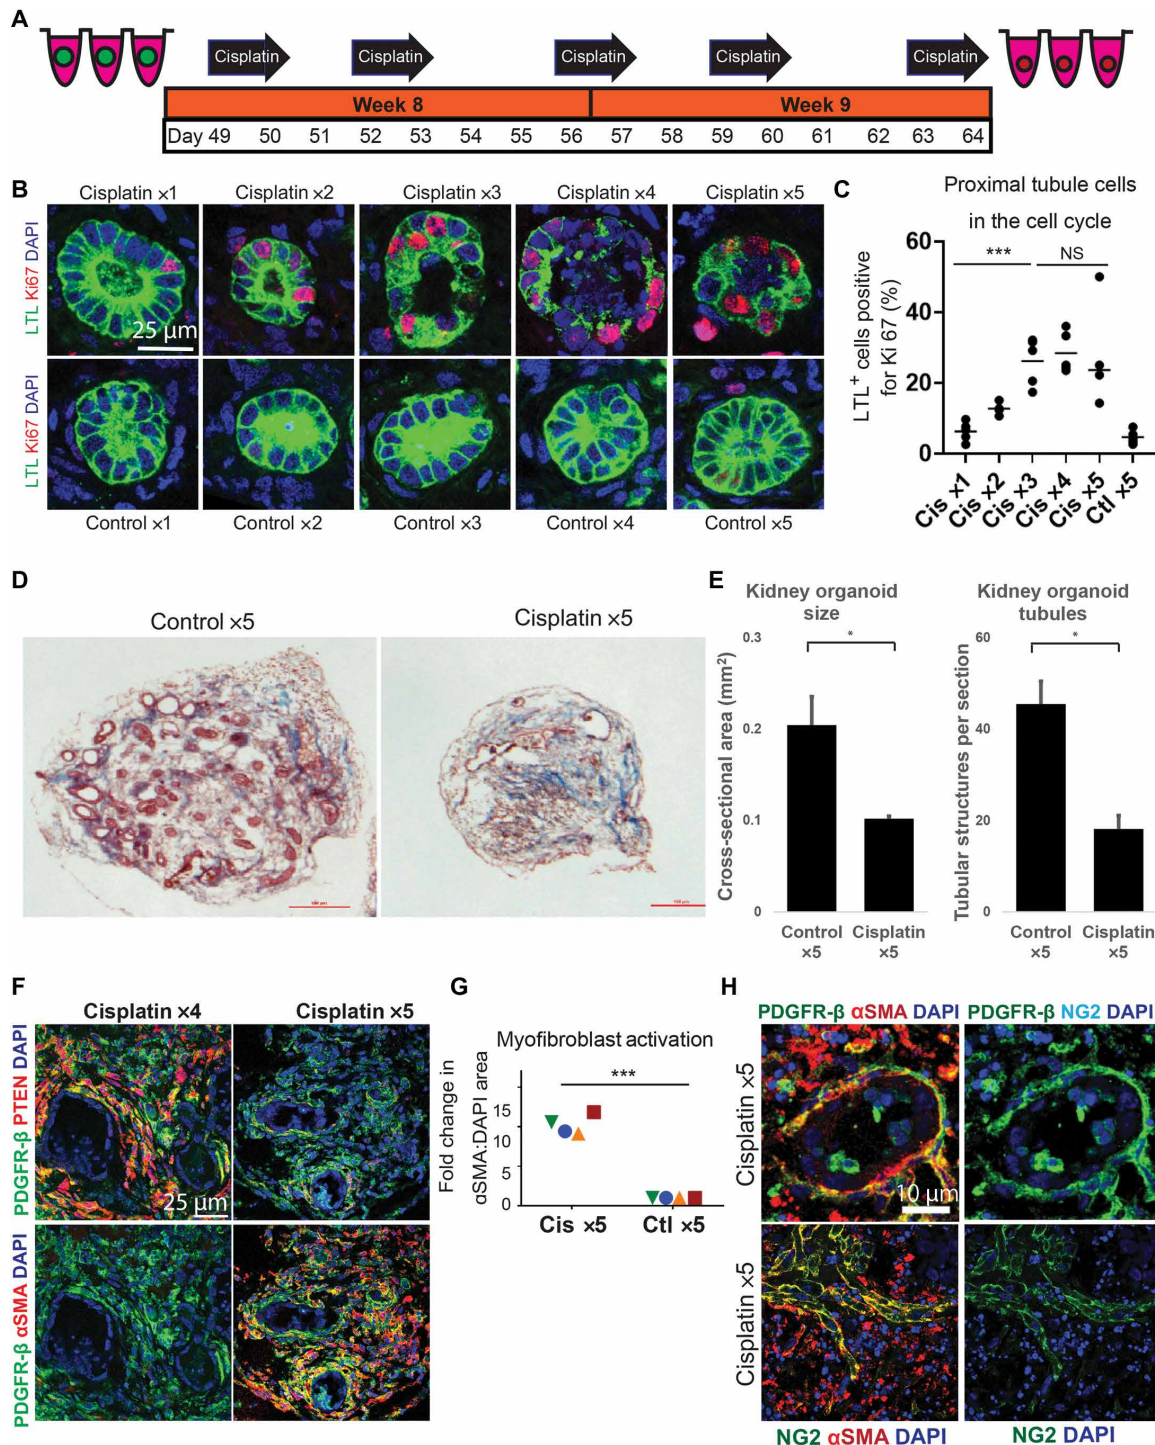 A
Cisplatin Cisplatin Cisplatin Cisplatin Cisplatin
Week 8 Week 9
Day 49 50 51 52 53 54 55 56 57 58 59 60 61 62 63 64
B
Cisplatin ×1 Cisplatin ×2 Cisplatin ×3 Cisplatin ×4 Cisplatin ×5
LTL Ki67 DAPI
25 µm
LTL Ki67 DAPI
Control ×1 Control ×2 Control ×3 Control ×4 Control ×5
C
Proximal tubule cells
in the cell cycle
LTL+ cells positive
for Ki 67 (%)
60
40
20
0
*** NS
Cis ×1 Cis ×2 Cis ×3 Cis ×4 Cis ×5 Ctl ×5
D
Control ×5 Cisplatin ×5
E
Kidney organoid
size
Cross-sectional area (mm2)
0.3
0.2
0.1
0
*
Control
×5
Cisplatin
×5
Kidney organoid
tubules
Tubular structures per section
60
40
20
0
*
Control
×5
Cisplatin
×5
F
Cisplatin ×4 Cisplatin ×5
PDGFR-β PTEN DAPI
25 µm
PDGFR-β αSMA DAPI
G
Myofibroblast activation
Fold change in
αSMA:DAPI area
15
10
5
0
***
Cis ×5 Ctl ×5
H
PDGFR-β αSMA DAPI PDGFR-β NG2 DAPI
Cisplatin ×5
10 µm
Cisplatin ×5
NG2 αSMA DAPI NG2 DAPI